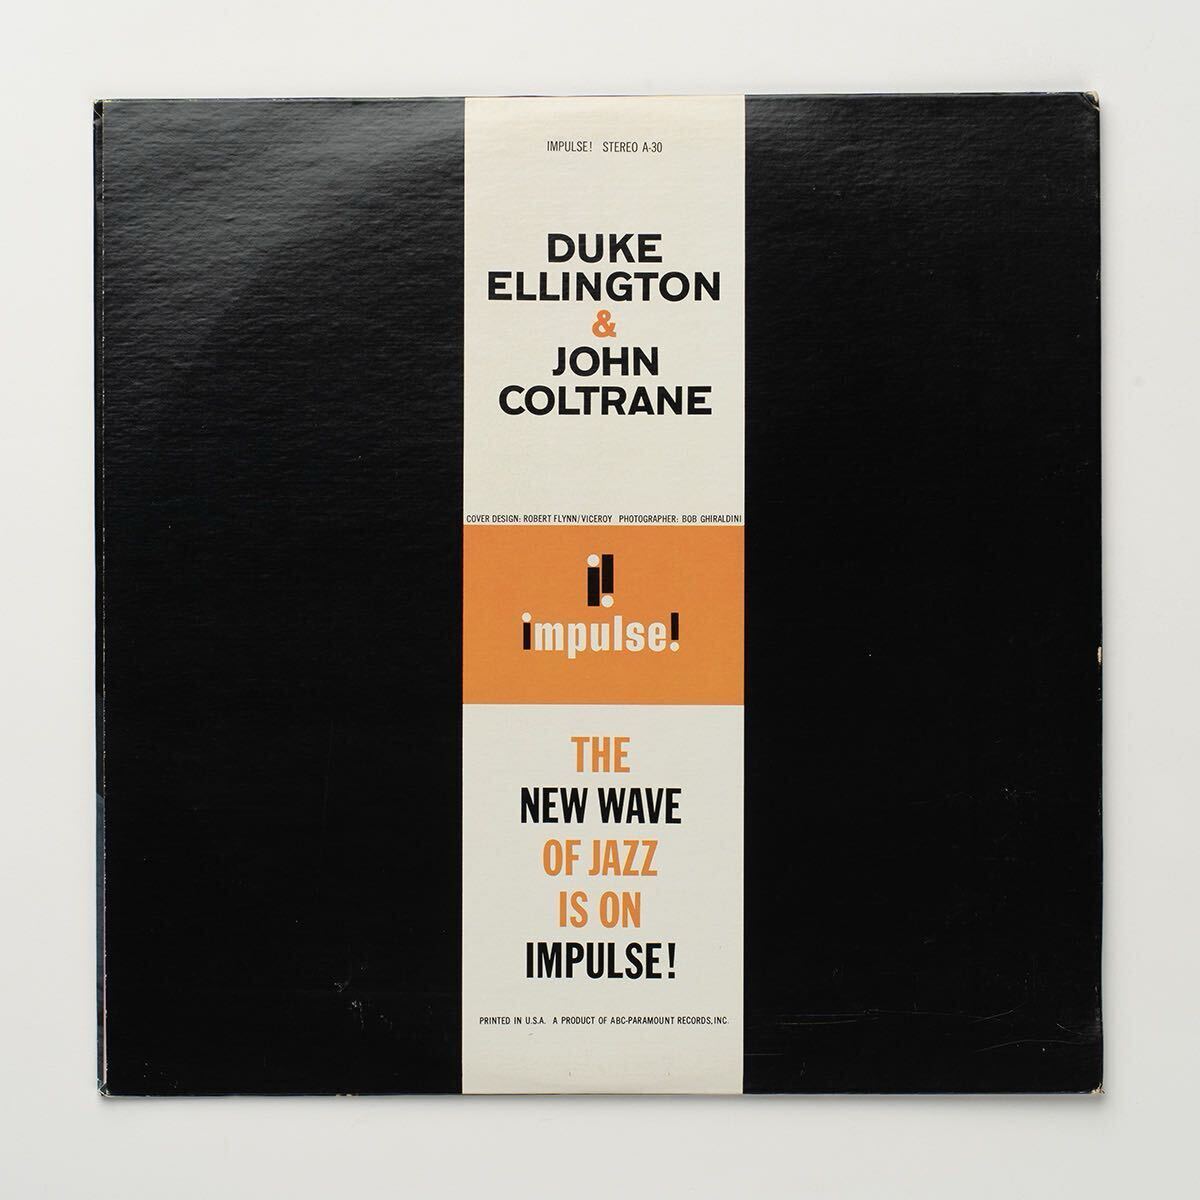 IMPULSE! STEREO A-30
DUKE
ELLINGTON
&
JOHN
COLTRANE
COVER DESIGN: ROBERT FLYNN/VICEROY PHOTOGRAPHER: BOB GHIRALDINI
i!
impulse!
THE
NEW WAVE
OF JAZZ
IS ON
IMPULSE!
PRINTED IN U.S.A. A PRODUCT OF ABC-PARAMOUNT RECORDS, INC.